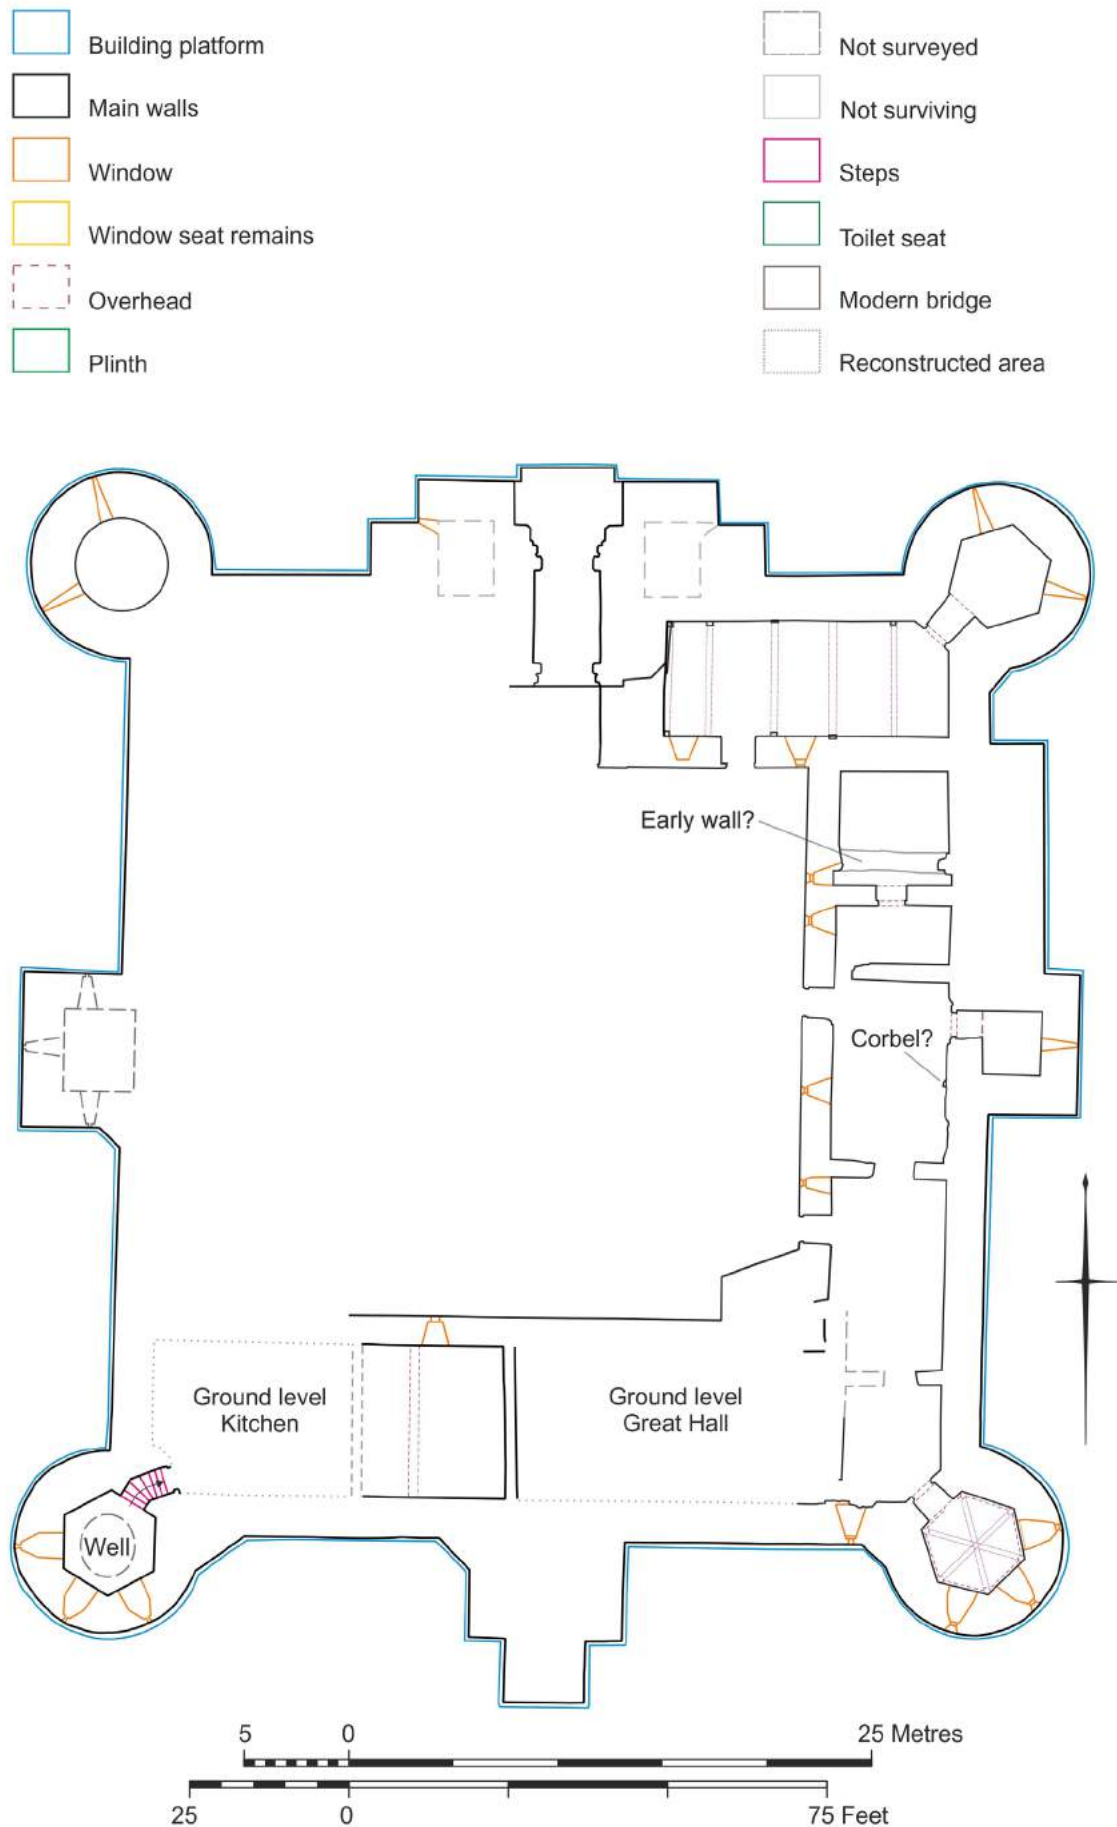 Building platform
Main walls
Window
Window seat remains
Overhead
Plinth
Not surveyed
Not surviving
Steps
Toilet seat
Modern bridge
Reconstructed area
Early wall?
Corbel?
Ground level
Kitchen
Ground level
Great Hall
Well
5 0 25 Metres
25 0 75 Feet